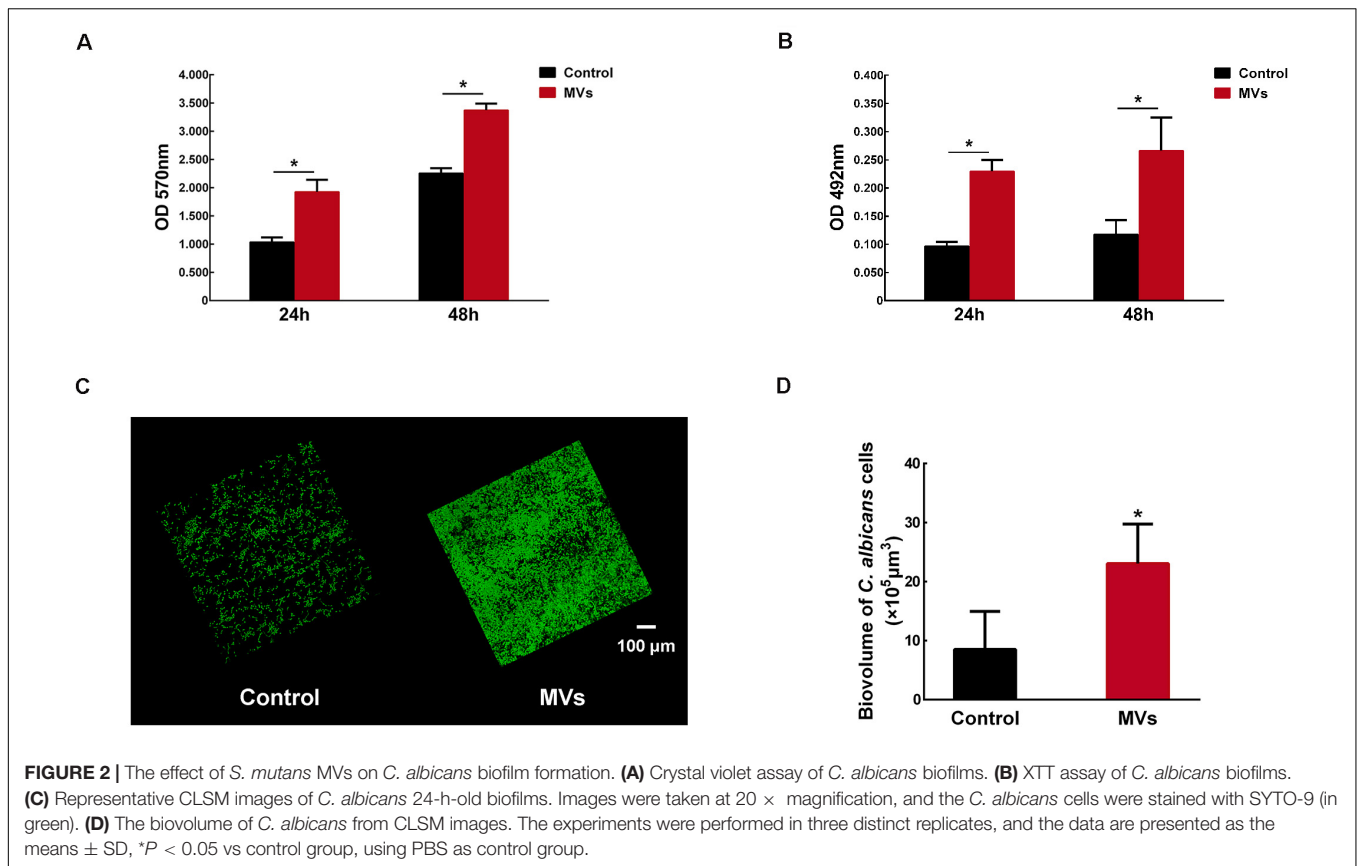 A
4.000
3.500
3.000
2.500
2.000
1.500
1.000
0.500
0
OD 570nm
*
*
24h
48h
Control
MVs
B
0.400
0.350
0.300
0.250
0.200
0.150
0.100
0.050
0.000
OD 492nm
*
*
24h
48h
Control
MVs
C
100 µm
Control
MVs
D
40
30
20
10
0
Biovolume of C. albicans cells
(×10⁵µm³)
*
Control
MVs
FIGURE 2 | The effect of S. mutans MVs on C. albicans biofilm formation. (A) Crystal violet assay of C. albicans biofilms. (B) XTT assay of C. albicans biofilms.
(C) Representative CLSM images of C. albicans 24-h-old biofilms. Images were taken at 20 × magnification, and the C. albicans cells were stained with SYTO-9 (in
green). (D) The biovolume of C. albicans from CLSM images. The experiments were performed in three distinct replicates, and the data are presented as the
means ± SD, *P < 0.05 vs control group, using PBS as control group.